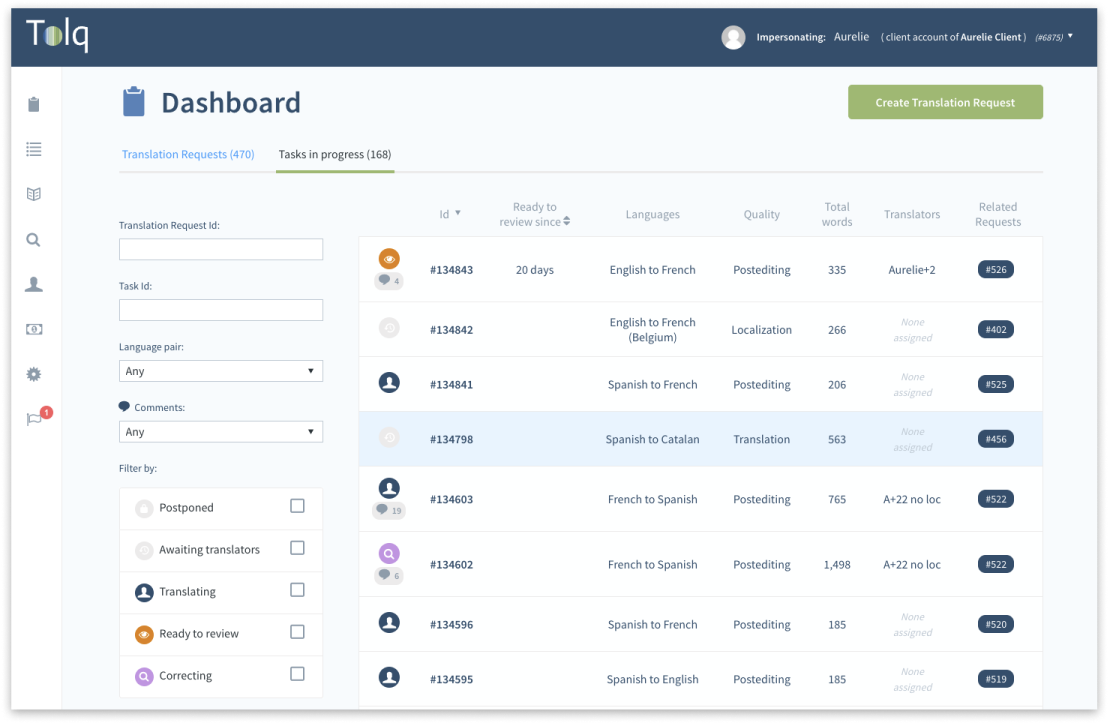 Tolq
Impersonating: Aurelie ( client account of Aurelie Client ) (#6875)
Dashboard
Create Translation Request
Translation Requests (470)
Tasks in progress (168)
Translation Request Id:
Task Id:
Language pair:
Any
Comments:
Any
Filter by:
Postponed
Awaiting translators
Translating
Ready to review
Correcting
1
Id
Ready to
review since
Languages
Quality
Total
words
Translators
Related
Requests
4
#134843 20 days English to French Postediting 335 Aurelie+2 #526
#134842 English to French
(Belgium) Localization 266 None
assigned #402
#134841 Spanish to French Postediting 206 None
assigned #525
#134798 Spanish to Catalan Translation 563 None
assigned #456
19
#134603 French to Spanish Postediting 765 A+22 no loc #522
6
#134602 French to Spanish Postediting 1,498 A+22 no loc #522
#134596 Spanish to French Postediting 185 None
assigned #520
#134595 Spanish to English Postediting 185 None
assigned #519